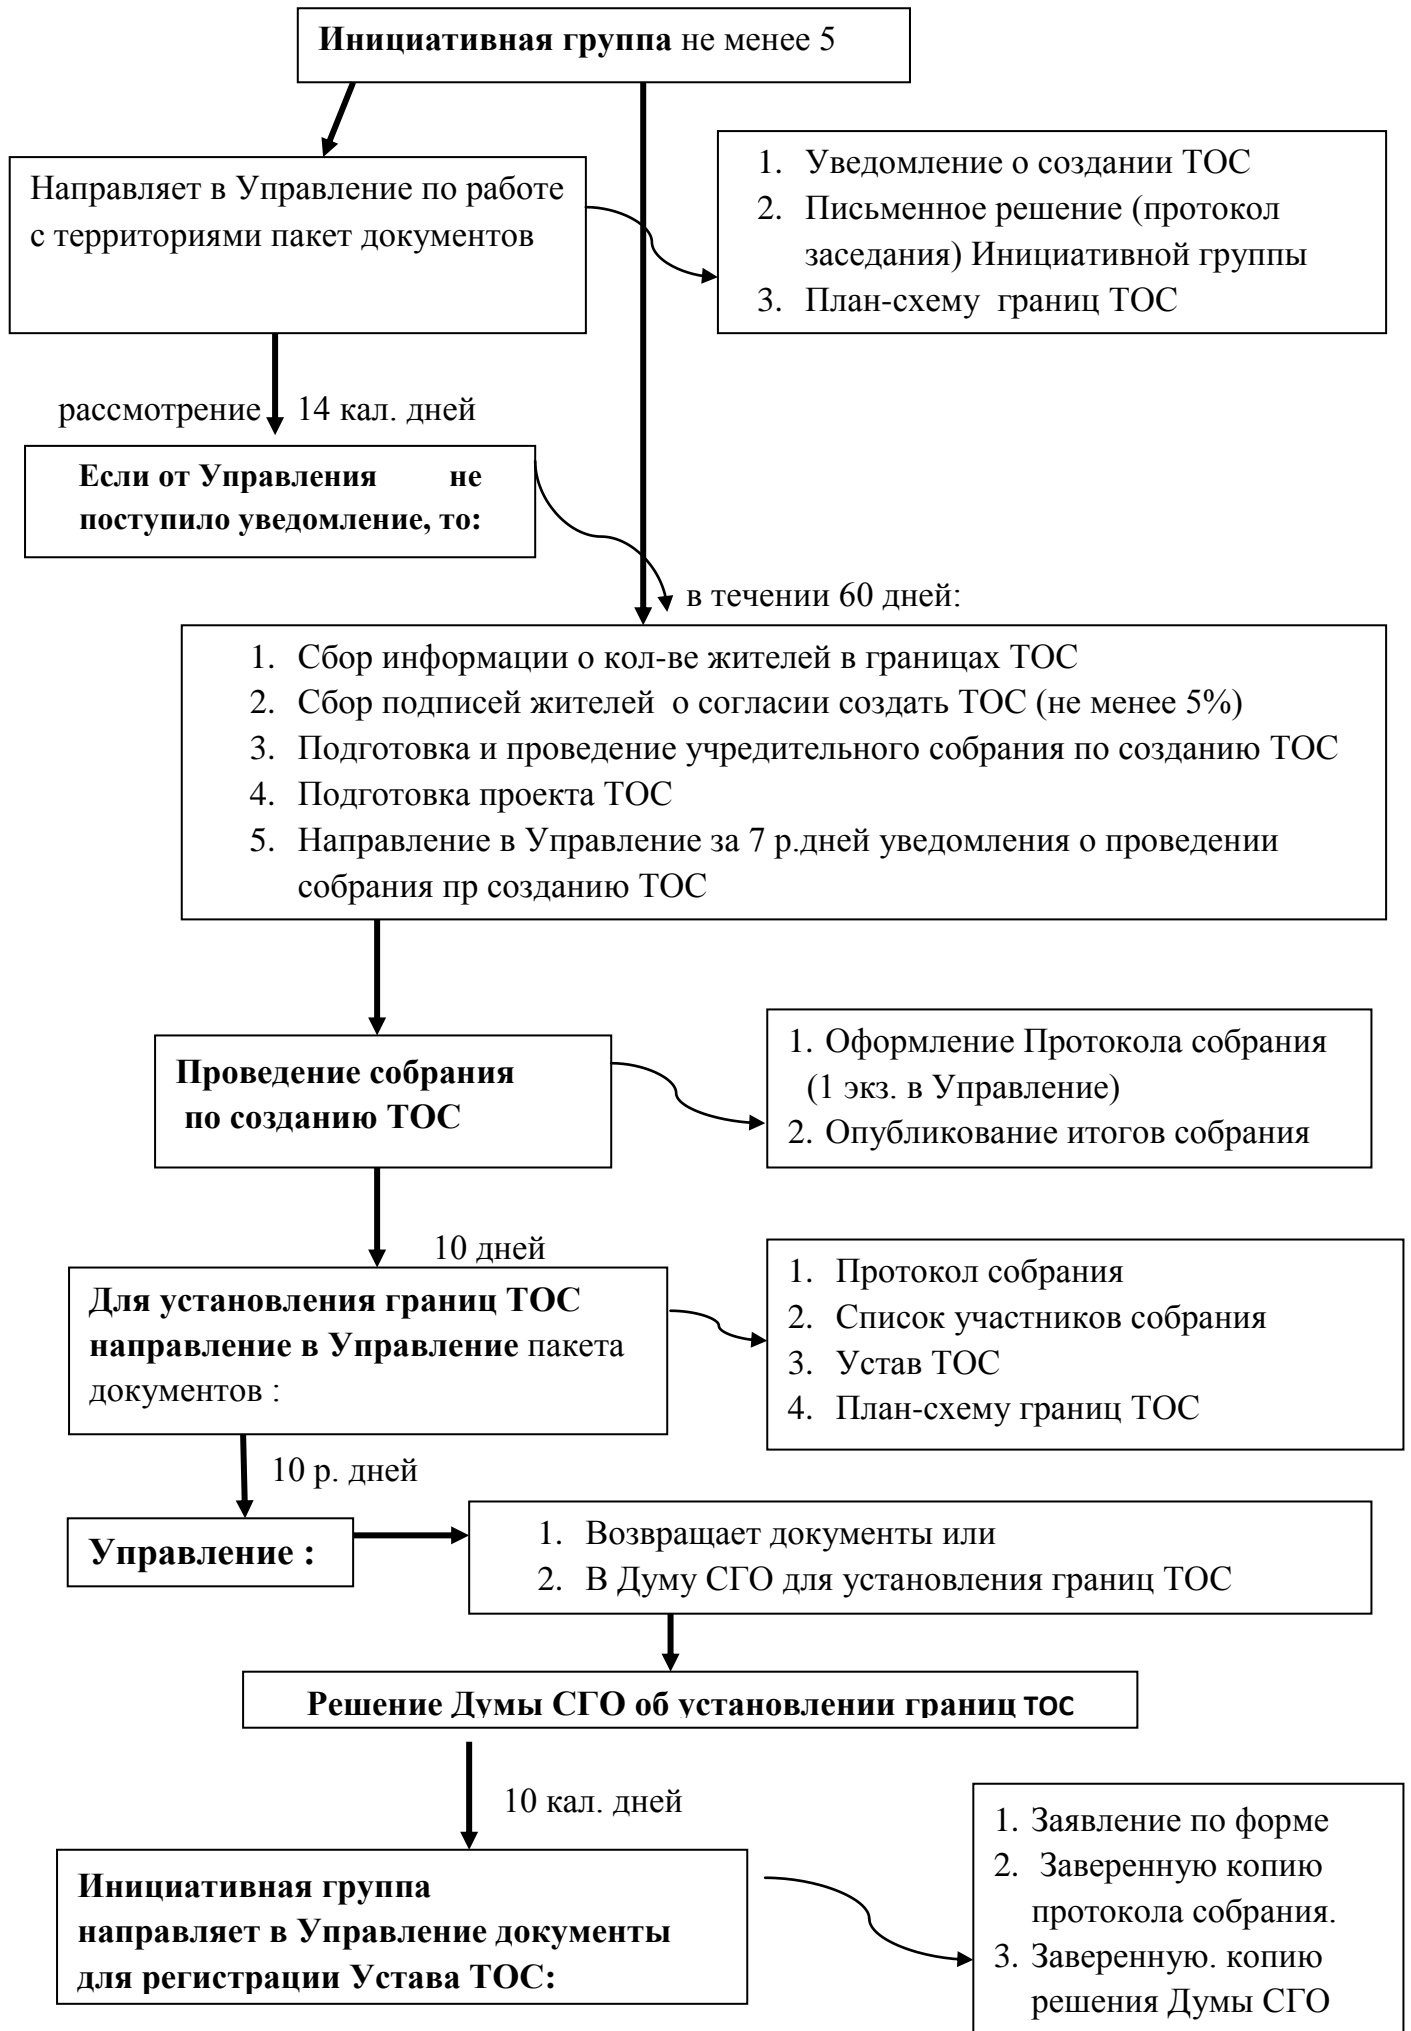 Инициативная группа не менее 5
Направляет в Управление по работе
с территориями пакет документов
1. Уведомление о создании ТОС
2. Письменное решение (протокол
заседания) Инициативной группы
3. План-схему границ ТОС
рассмотрение 14 кал. дней
Если от Управления не
поступило уведомление, то:
в течении 60 дней:
1. Сбор информации о кол-ве жителей в границах ТОС
2. Сбор подписей жителей о согласии создать ТОС (не менее 5%)
3. Подготовка и проведение учредительного собрания по созданию ТОС
4. Подготовка проекта ТОС
5. Направление в Управление за 7 р.дней уведомления о проведении
собрания пр созданию ТОС
Проведение собрания
по созданию ТОС
1. Оформление Протокола собрания
(1 экз. в Управление)
2. Опубликование итогов собрания
10 дней
Для установления границ ТОС
направление в Управление пакета
документов :
1. Протокол собрания
2. Список участников собрания
3. Устав ТОС
4. План-схему границ ТОС
10 р. дней
Управление :
1. Возвращает документы или
2. В Думу СГО для установления границ ТОС
Решение Думы СГО об установлении границ ТОС
10 кал. дней
Инициативная группа
направляет в Управление документы
для регистрации Устава ТОС:
1. Заявление по форме
2. Заверенную копию
протокола собрания.
3. Заверенную. копию
решения Думы СГО